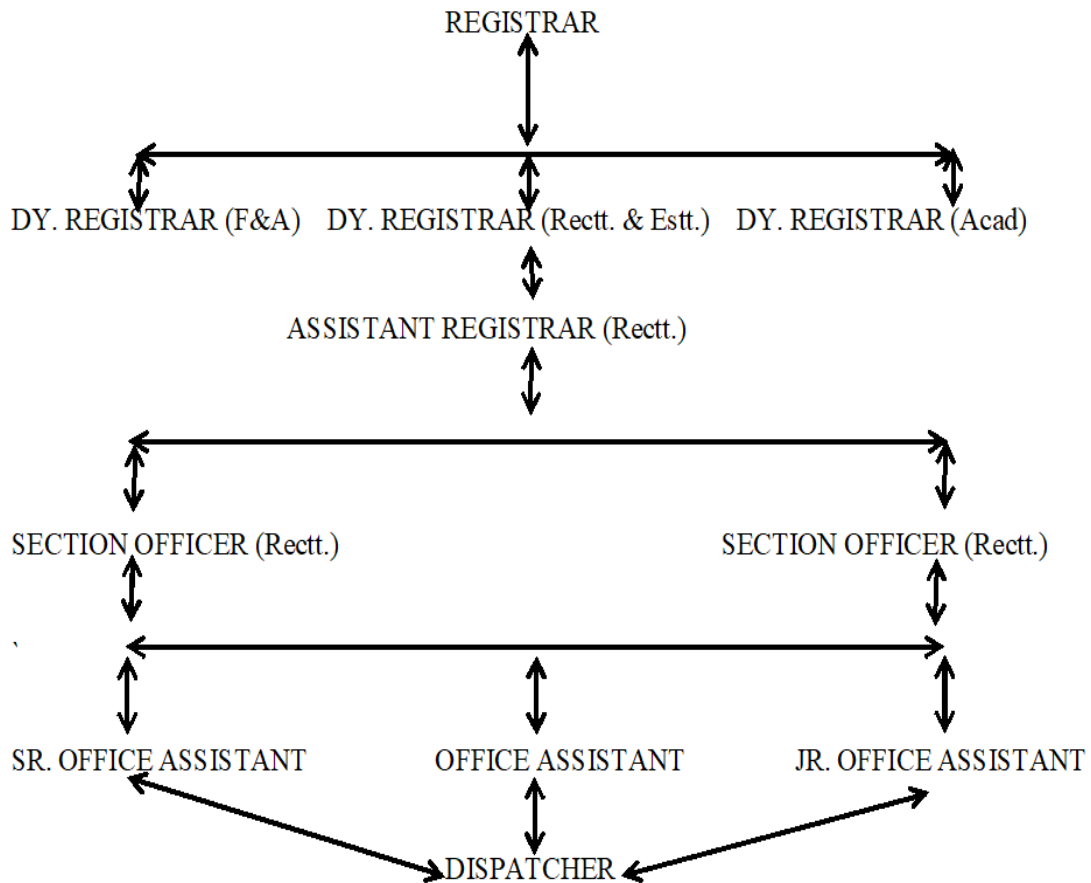 REGISTRAR
DY. REGISTRAR (F&A) DY. REGISTRAR (Rectt. & Estt.) DY. REGISTRAR (Acad)
ASSISTANT REGISTRAR (Rectt.)
SECTION OFFICER (Rectt.) SECTION OFFICER (Rectt.)
`
SR. OFFICE ASSISTANT OFFICE ASSISTANT JR. OFFICE ASSISTANT
DISPATCHER